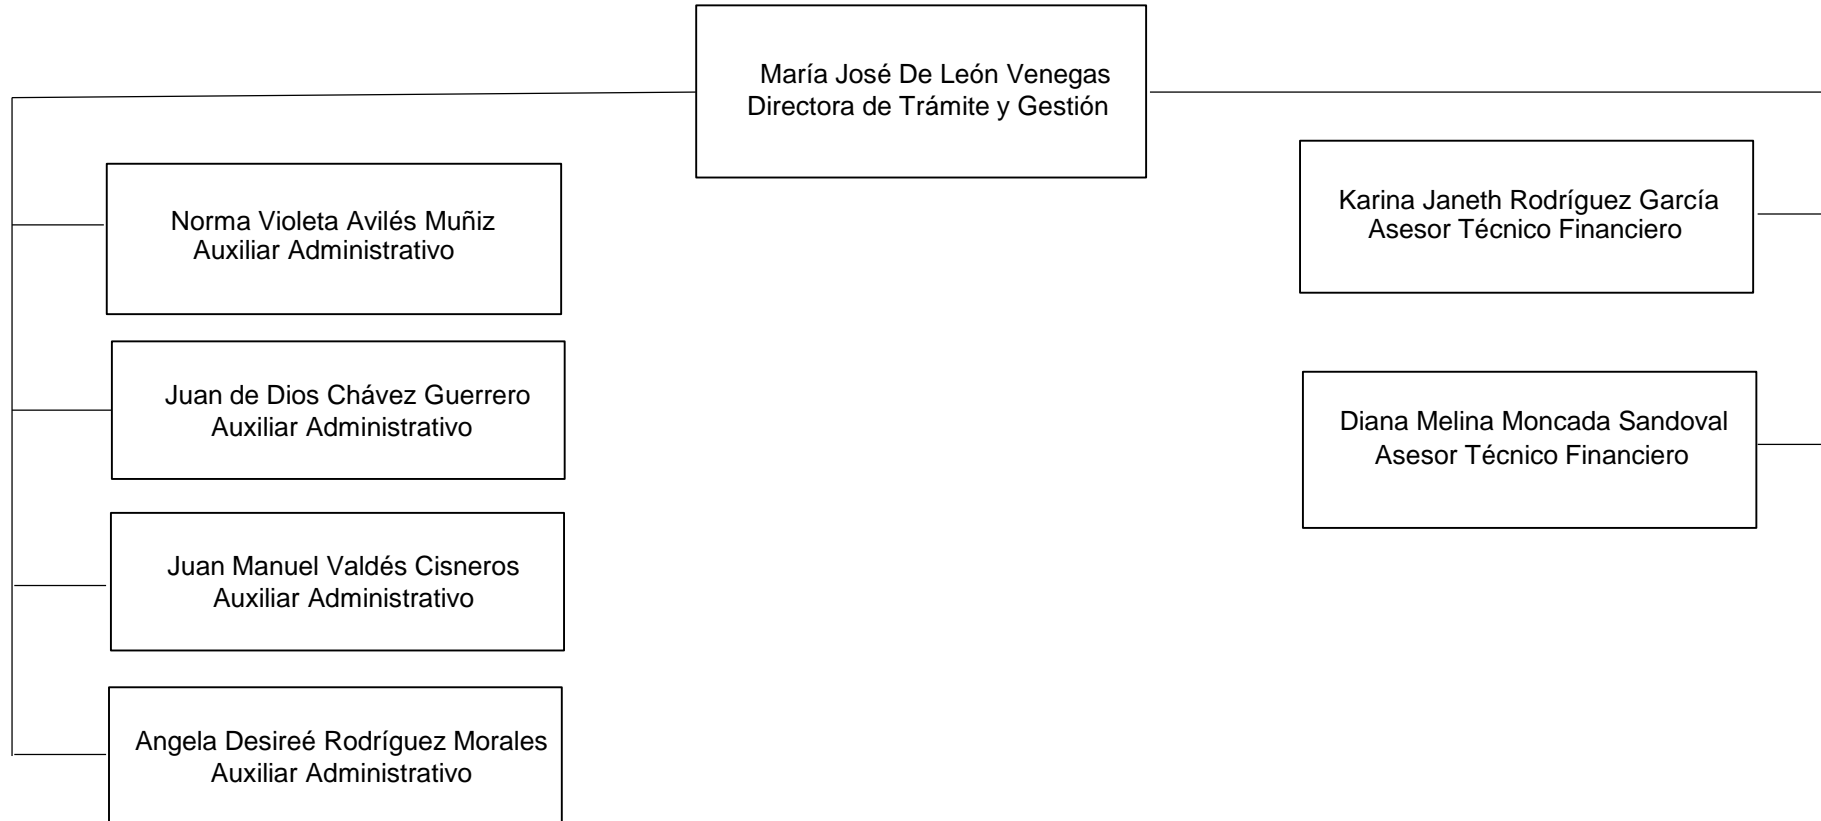 María José De León Venegas
Directora de Trámite y Gestión
Norma Violeta Avilés Muñiz
Auxiliar Administrativo
Juan de Dios Chávez Guerrero
Auxiliar Administrativo
Juan Manuel Valdés Cisneros
Auxiliar Administrativo
Angela Desireé Rodríguez Morales
Auxiliar Administrativo
Karina Janeth Rodríguez García
Asesor Técnico Financiero
Diana Melina Moncada Sandoval
Asesor Técnico Financiero